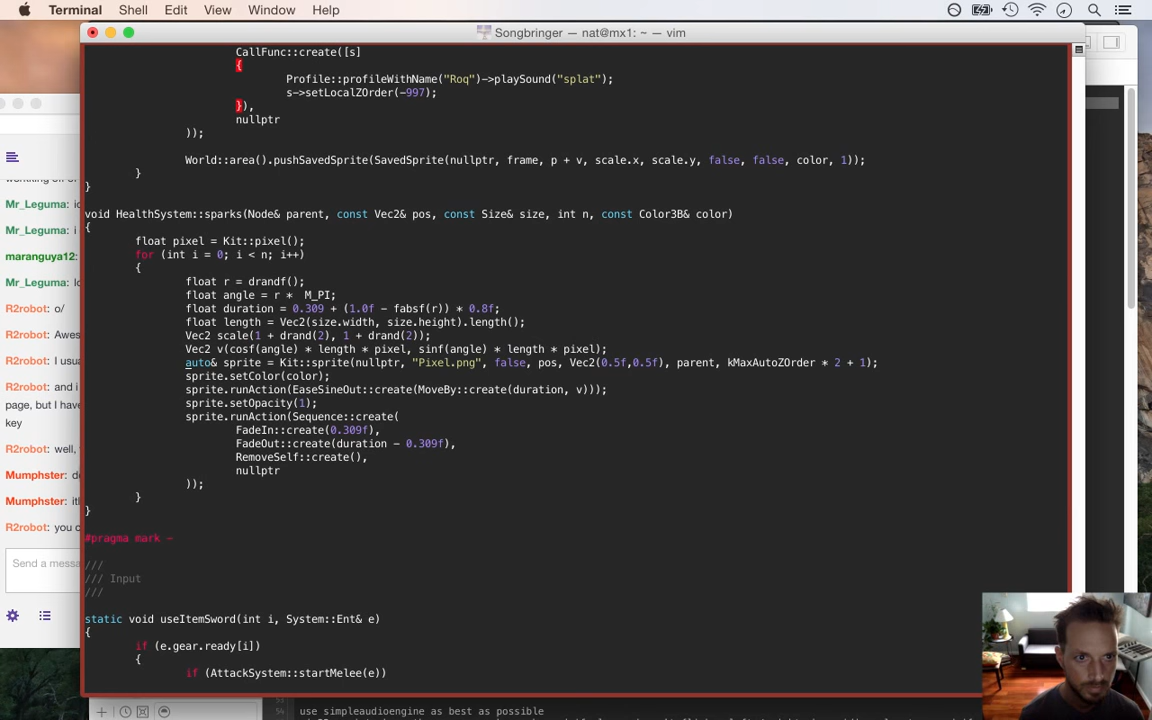 Terminal Shell Edit View Window Help
Songbringer — nat@mx1: ~ — vim
CallFunc::create([s]
{
Profile::profileWithName("Roq")->playSound("splat");
s->setLocalZOrder(-997);
}),
nullptr
));
World::area().pushSavedSprite(SavedSprite(nullptr, frame, p + v, scale.x, scale.y, false, false, color, 1));
}
}
void HealthSystem::sparks(Node& parent, const Vec2& pos, const Size& size, int n, const Color3B& color)
{
float pixel = Kit::pixel();
for (int i = 0; i < n; i++)
{
float r = drandf();
float angle = r *  M_PI;
float duration = 0.309 + (1.0f - fabsf(r)) * 0.8f;
float length = Vec2(size.width, size.height).length();
Vec2 scale(1 + drand(2), 1 + drand(2));
Vec2 v(cosf(angle) * length * pixel, sinf(angle) * length * pixel);
auto& sprite = Kit::sprite(nullptr, "Pixel.png", false, pos, Vec2(0.5f,0.5f), parent, kMaxAutoZOrder * 2 + 1);
sprite.setColor(color);
sprite.runAction(EaseSineOut::create(MoveBy::create(duration, v)));
sprite.setOpacity(1);
sprite.runAction(Sequence::create(
FadeIn::create(0.309f),
FadeOut::create(duration - 0.309f),
RemoveSelf::create(),
nullptr
));
}
}
#pragma mark -
///
/// Input
///
static void useItemSword(int i, System::Ent& e)
{
if (e.gear.ready[i])
{
if (AttackSystem::startMelee(e))
Mr_Leguma:
Mr_Leguma: i
maranguya12:
Mr_Leguma:
R2robot: o/
R2robot: Awes
R2robot: I usua
R2robot: and i
page, but I have
key
R2robot: well,
Mumphster:
Mumphster: itl
R2robot: you c
Send a messa
54 use simpleaudioengine as best as possible